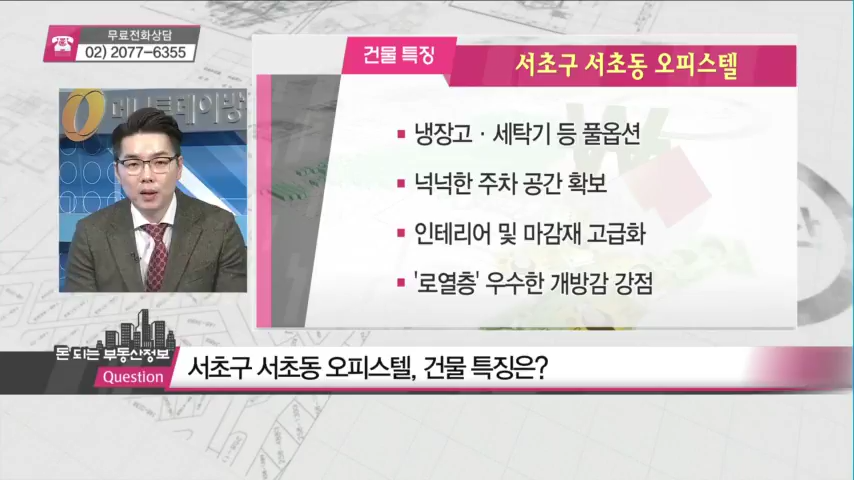 무료전화상담
02) 2077-6355
건물 특징
서초구 서초동 오피스텔
냉장고 · 세탁기 등 풀옵션
넉넉한 주차 공간 확보
인테리어 및 마감재 고급화
'로열층' 우수한 개방감 강점
돈 되는 부동산정보
Question
서초구 서초동 오피스텔, 건물 특징은?